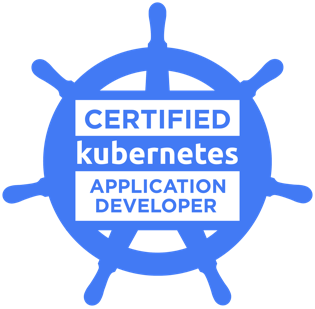 CERTIFIED
kubernetes
APPLICATION
DEVELOPER